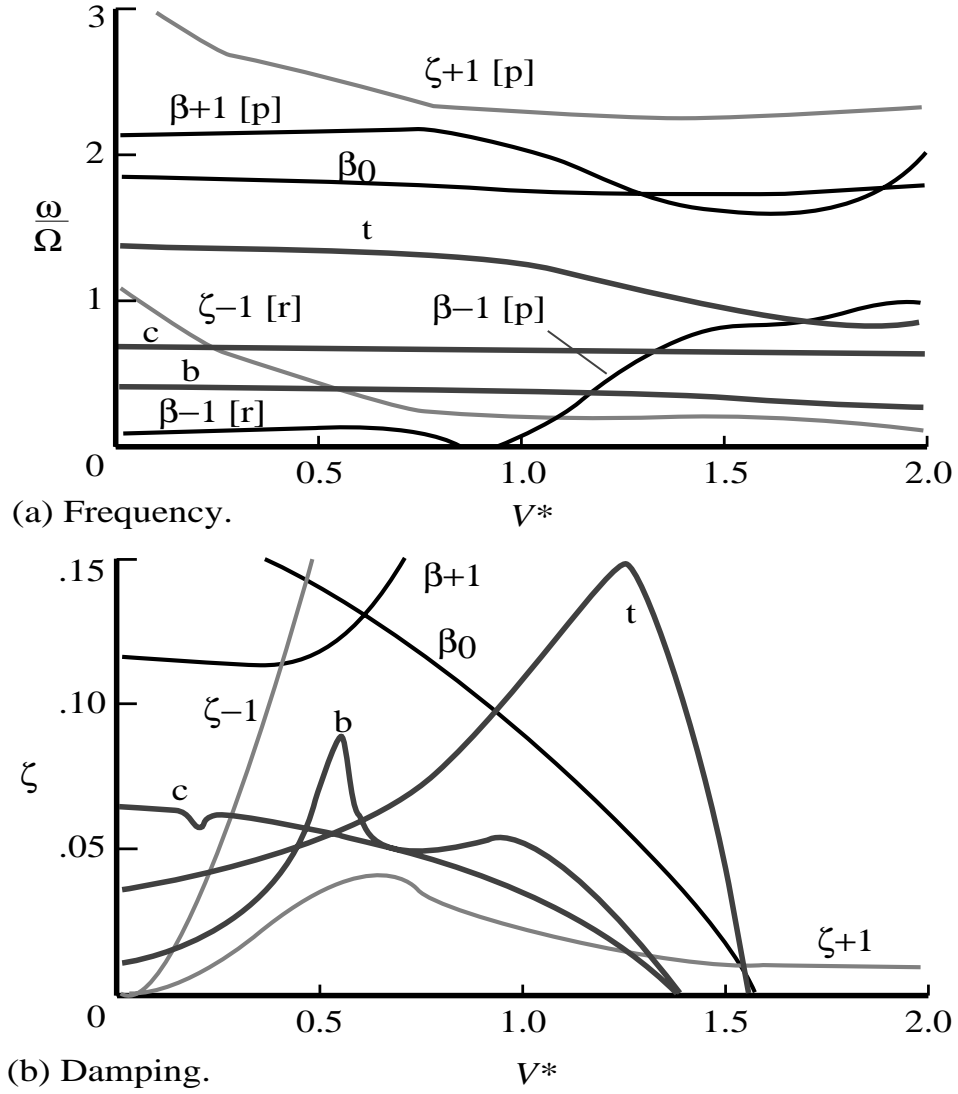 3
ζ+1 [p]
β+1 [p]
2
β0
ω
Ω
t
1
ζ−1 [r]
β−1 [p]
c
b
β−1 [r]
0
0.5
1.0
1.5
2.0
(a) Frequency.
V*
.15
β+1
t
β0
.10
ζ−1
b
ζ
c
.05
ζ+1
0
0.5
1.0
1.5
2.0
(b) Damping.
V*